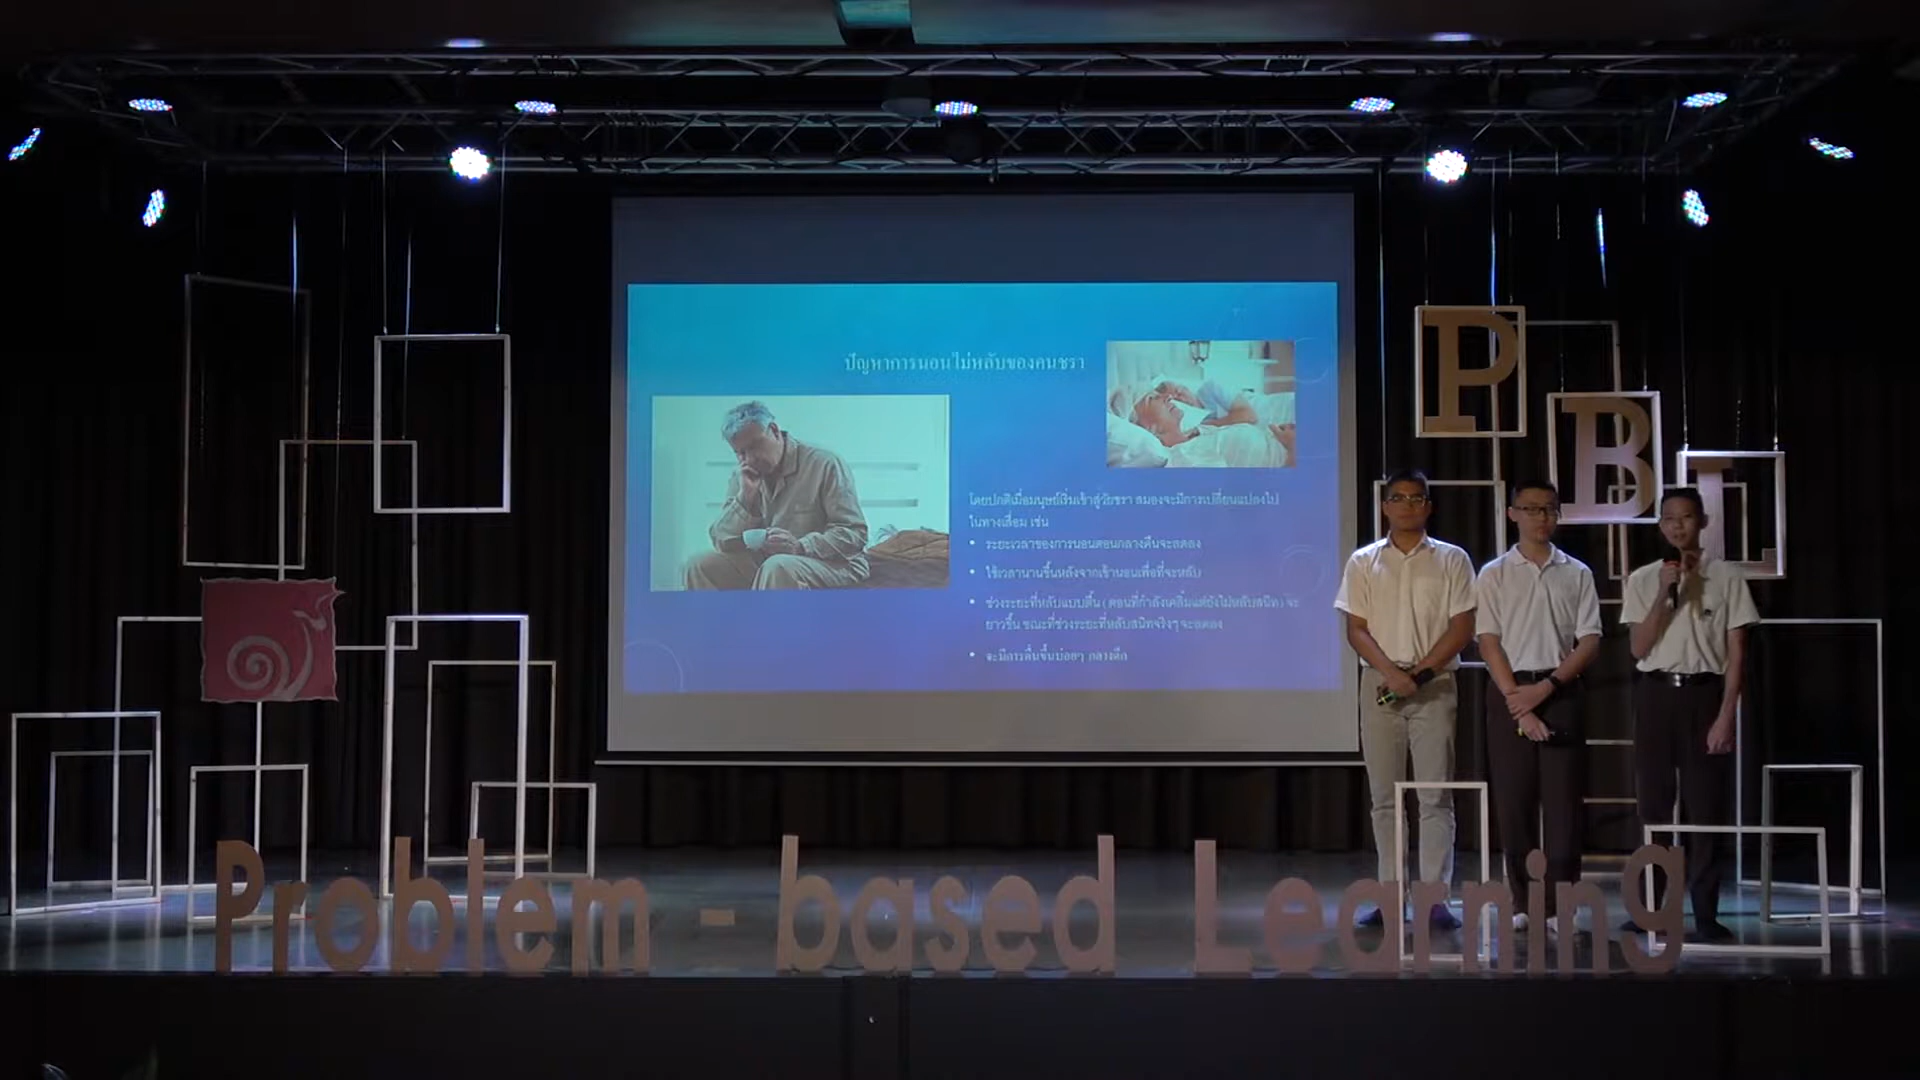 ปัญหาการนอนไม่หลับของคนชรา
โดยปกติเมื่อมนุษย์เริ่มเข้าสู่วัยชรา สมองจะมีการเปลี่ยนแปลงไป
ในทางเสื่อม เช่น
• ระยะเวลาของการนอนตอนกลางคืนจะลดลง
• ใช้เวลานานขึ้นหลังจากเข้านอนเพื่อที่จะหลับ
• ช่วงระยะที่หลับแบบตื้น (ตอนที่กำลังเคลิ้มแต่ยังไม่หลับสนิท) จะ
ยาวขึ้น ขณะที่ช่วงระยะที่หลับสนิทจริงๆ จะลดลง
• จะมีการตื่นขึ้นบ่อยๆ กลางดึก
P
B
L
Problem - based Learning